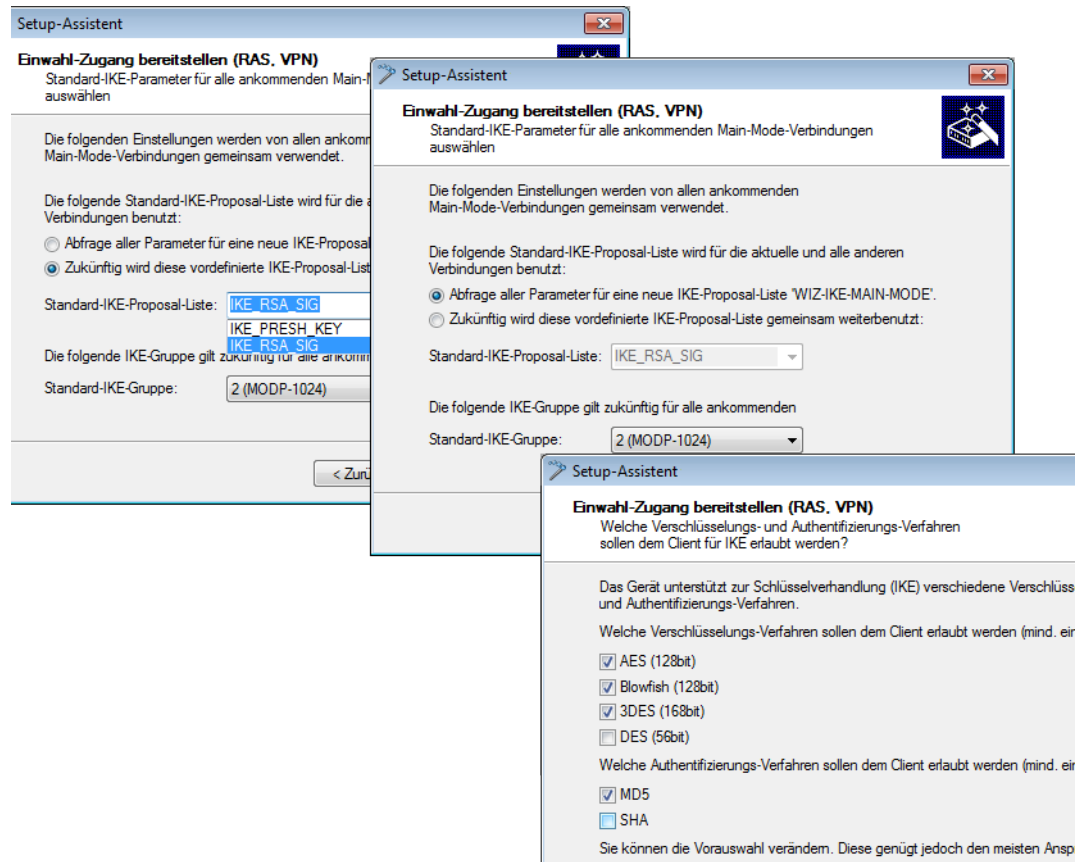 Setup-Assistent
Einwahl-Zugang bereitstellen (RAS, VPN)
Standard-IKE-Parameter für alle ankommenden Main-
auswählen
Die folgenden Einstellungen werden von allen ankomm
Main-Mode-Verbindungen gemeinsam verwendet.
Die folgende Standard-IKE-Proposal-Liste wird für die
Verbindungen benutzt:
Abfrage aller Parameter für eine neue IKE-Proposal
Zukünftig wird diese vordefinierte IKE-Proposal-List
Standard-IKE-Proposal-Liste: IKE_RSA_SIG
IKE_PRESH_KEY
IKE_RSA_SIG
Die folgende IKE-Gruppe gilt zukünftig für alle ankomm
Standard-IKE-Gruppe: 2 (MODP-1024)
< Zurü
Setup-Assistent
Einwahl-Zugang bereitstellen (RAS, VPN)
Standard-IKE-Parameter für alle ankommenden Main-Mode-Verbindungen
auswählen
Die folgenden Einstellungen werden von allen ankommenden
Main-Mode-Verbindungen gemeinsam verwendet.
Die folgende Standard-IKE-Proposal-Liste wird für die aktuelle und alle anderen
Verbindungen benutzt:
Abfrage aller Parameter für eine neue IKE-Proposal-Liste 'WIZ-IKE-MAIN-MODE'.
Zukünftig wird diese vordefinierte IKE-Proposal-Liste gemeinsam weiterbenutzt:
Standard-IKE-Proposal-Liste: IKE_RSA_SIG
Die folgende IKE-Gruppe gilt zukünftig für alle ankommenden
Standard-IKE-Gruppe: 2 (MODP-1024)
Setup-Assistent
Einwahl-Zugang bereitstellen (RAS, VPN)
Welche Verschlüsselungs- und Authentifizierungs-Verfahren
sollen dem Client für IKE erlaubt werden?
Das Gerät unterstützt zur Schlüsselverhandlung (IKE) verschiedene Verschlüss
und Authentifizierungs-Verfahren.
Welche Verschlüsselungs-Verfahren sollen dem Client erlaubt werden (mind. ein
AES (128bit)
Blowfish (128bit)
3DES (168bit)
DES (56bit)
Welche Authentifizierungs-Verfahren sollen dem Client erlaubt werden (mind. ein
MD5
SHA
Sie können die Vorauswahl verändern. Diese genügt jedoch den meisten Ansp